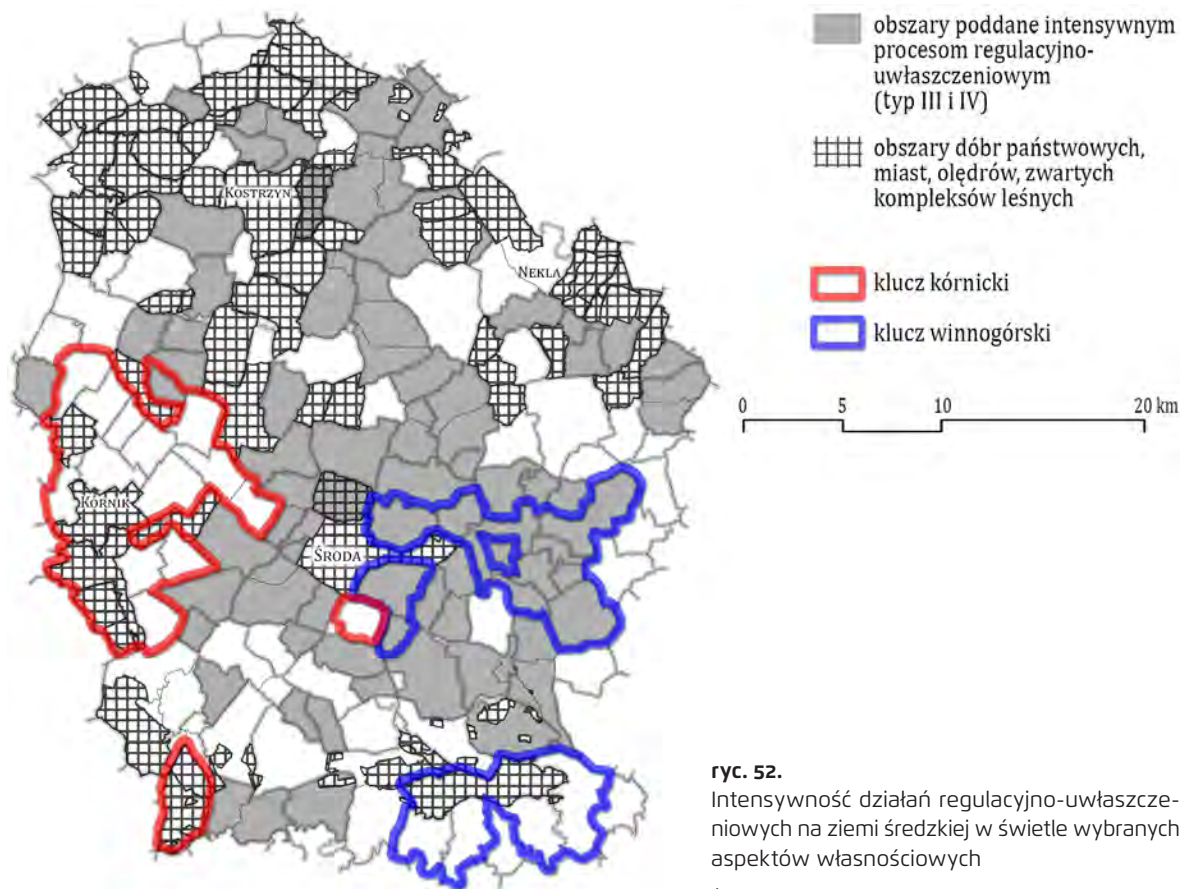 obszary poddane intensywnym
procesom regulacyjno-
uwłaszczeniowym
(typ III i IV)
obszary dóbr państwowych,
miast, olędrów, zwartych
kompleksów leśnych
klucz kórnicki
klucz winnogórski
0 5 10 20 km
KOSTRZYN
NEKLA
KÓRNIK
ŚRODA
ryc. 52.
Intensywność działań regulacyjno-uwłaszcze-
niowych na ziemi średzkiej w świetle wybranych
aspektów własnościowych